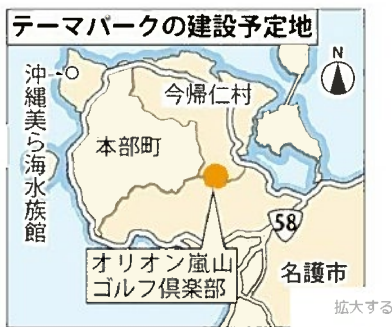 テーマパークの建設予定地
N
沖縄美ら海水族館
今帰仁村
本部町
58
オリオン嵐山
ゴルフ倶楽部
名護市
拡大する